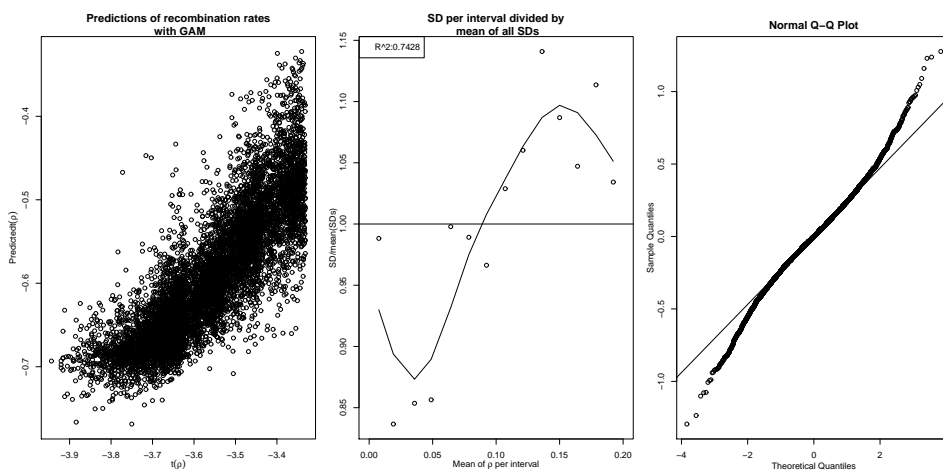 Predictions of recombination rates
with GAM
Predictedt(ρ)
−0.4
−0.5
−0.6
−0.7
−3.9
−3.8
−3.7
−3.6
−3.5
−3.4
t(ρ)
SD per interval divided by
mean of all SDs
R^2:0.7428
SD/mean(SDs)
1.15
1.10
1.05
1.00
0.95
0.90
0.85
0.00
0.05
0.10
0.15
0.20
Mean of ρ per interval
Normal Q−Q Plot
Sample Quantiles
1.0
0.5
0.0
−0.5
−1.0
−4
−2
0
2
4
Theoretical Quantiles